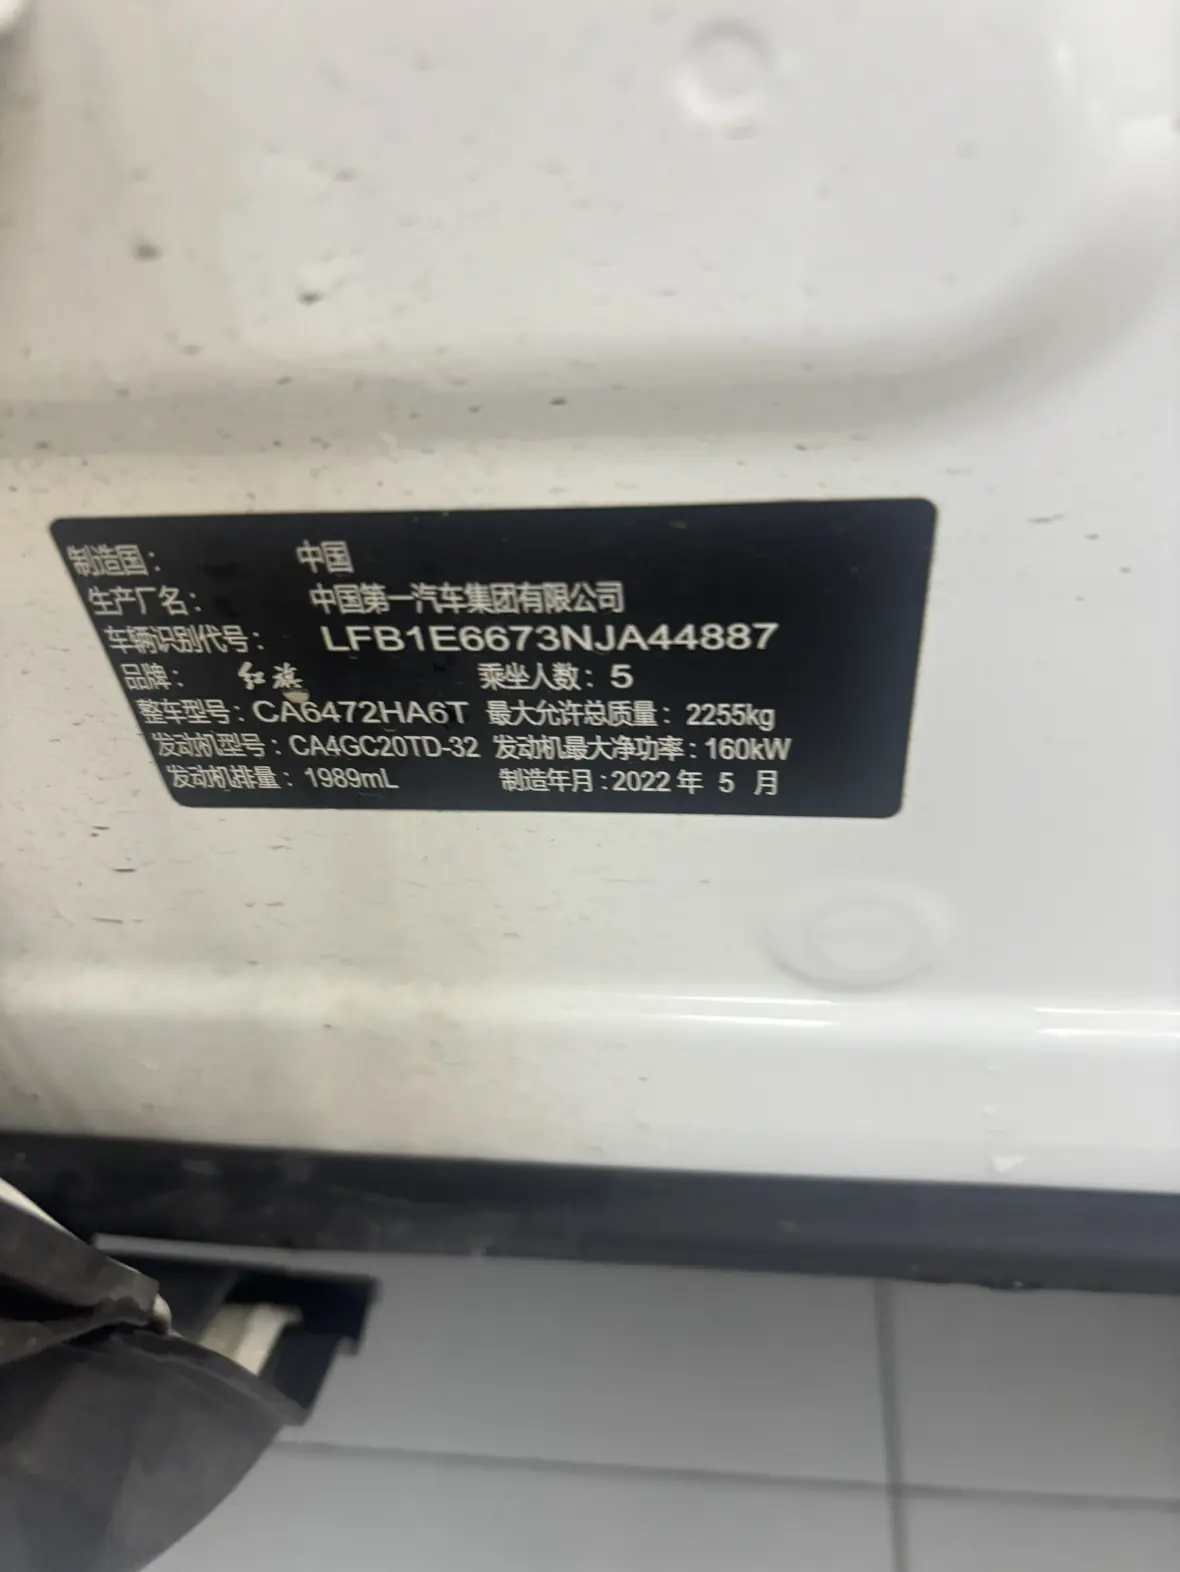 制造国： 中国
生产厂名： 中国第一汽车集团有限公司
车辆识别代号： LFB1E6673NJA44887
品牌： 红旗 乘坐人数：5
整车型号：CA6472HA6T 最大允许总质量：2255kg
发动机型号：CA4GC20TD-32 发动机最大净功率：160kW
发动机排量：1989mL 制造年月：2022 年 5 月